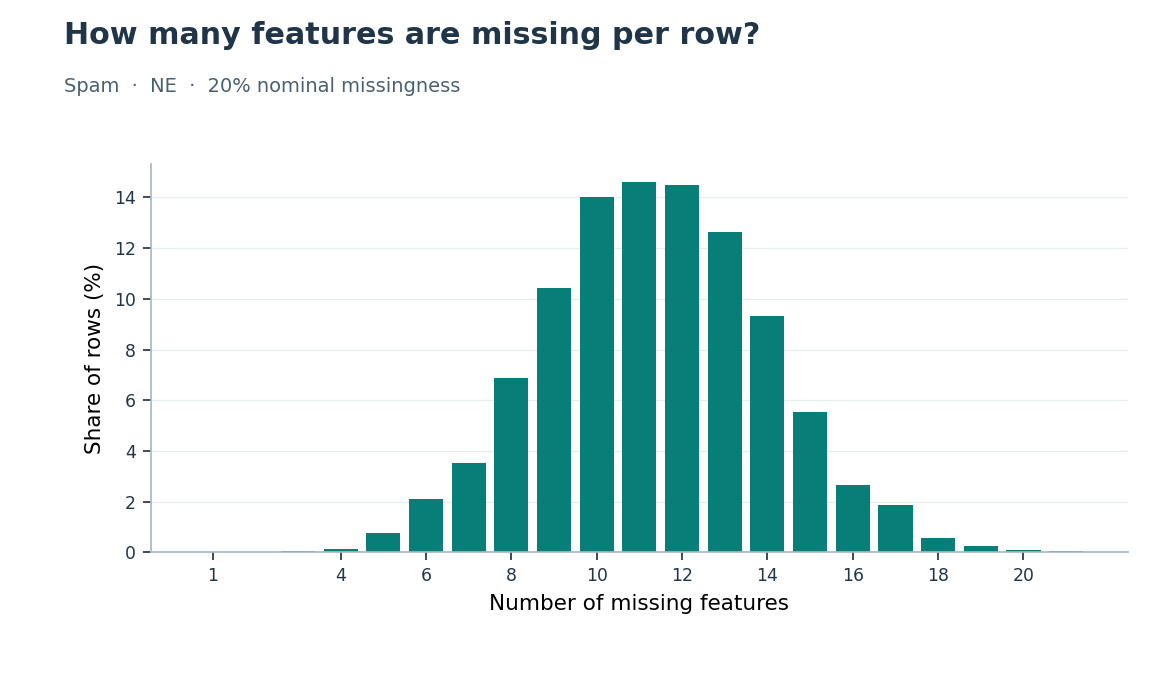 How many features are missing per row?
Spam · NE · 20% nominal missingness
Share of rows (%)
14
12
10
8
6
4
2
0
1 4 6 8 10 12 14 16 18 20
Number of missing features